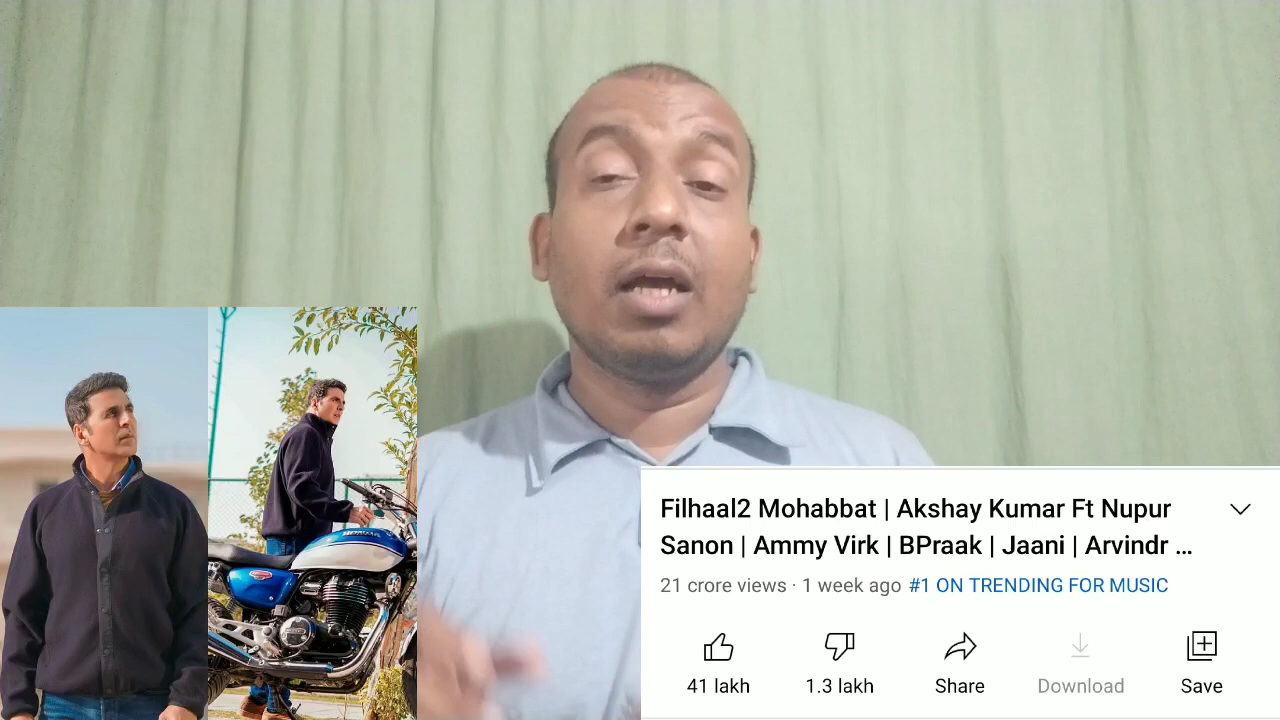 HONDA
Filhaal2 Mohabbat | Akshay Kumar Ft Nupur
Sanon | Ammy Virk | BPraak | Jaani | Arvindr ...
21 crore views · 1 week ago #1 ON TRENDING FOR MUSIC
41 lakh
1.3 lakh
Share
Download
Save